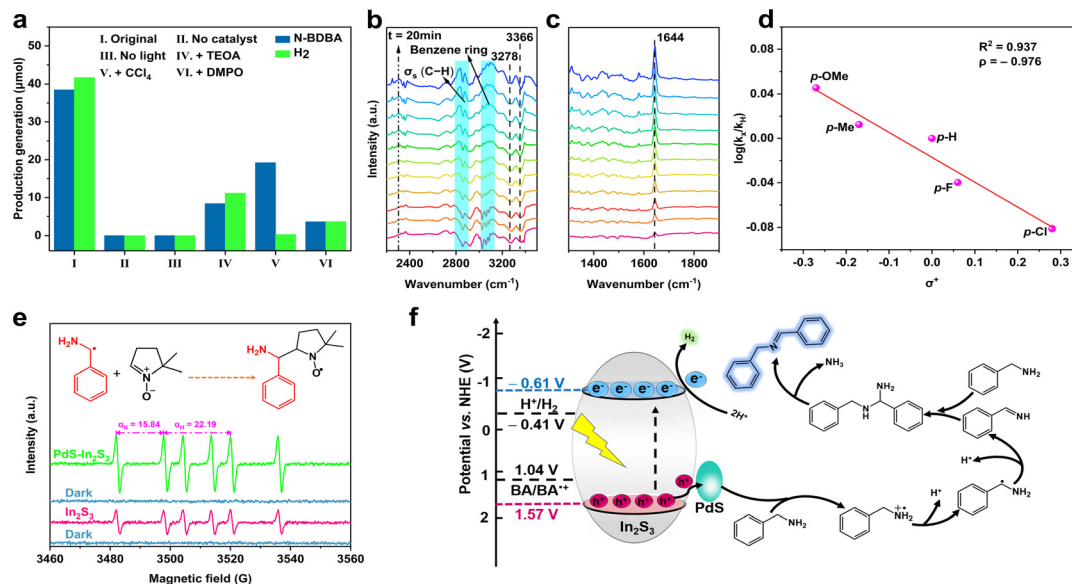 a
Production generation (μmol)
50
40
30
20
10
0
I. Original
II. No catalyst
III. No light
IV. + TEOA
V. + CCl₄
VI. + DMPO
N-BDBA
H2
I
II
III
IV
V
VI
b
Intensity (a.u.)
t = 20min
Benzene ring
σs (C−H)
3278
3366
2400
2800
3200
Wavenumber (cm⁻¹)
c
1644
1400
1600
1800
Wavenumber (cm⁻¹)
d
log(kX/kH)
0.04
0.00
-0.04
-0.08
R² = 0.937
ρ = − 0.976
p-OMe
p-Me
p-H
p-F
p-Cl
-0.3
-0.2
-0.1
0.0
0.1
0.2
0.3
σ⁺
e
Intensity (a.u.)
H₂N
+
N⁺
O⁻
H₂N
N
O•
αN = 15.84
αH = 22.19
PdS-In₂S₃
Dark
In₂S₃
Dark
3460
3480
3500
3520
3540
3560
Magnetic field (G)
f
Potential vs. NHE (V)
-2
-1
0
1
2
− 0.61 V
H⁺/H₂
− 0.41 V
1.04 V
BA/BA•+
1.57 V
e⁻ e⁻ e⁻ e⁻
e⁻
H₂
2H⁺
h⁺ h⁺ h⁺ h⁺
h⁺
In₂S₃
PdS
NH₂
NH₂
H⁺
NH₂
H⁺
NH
NH₂
NH₂
N
H
NH₃
N